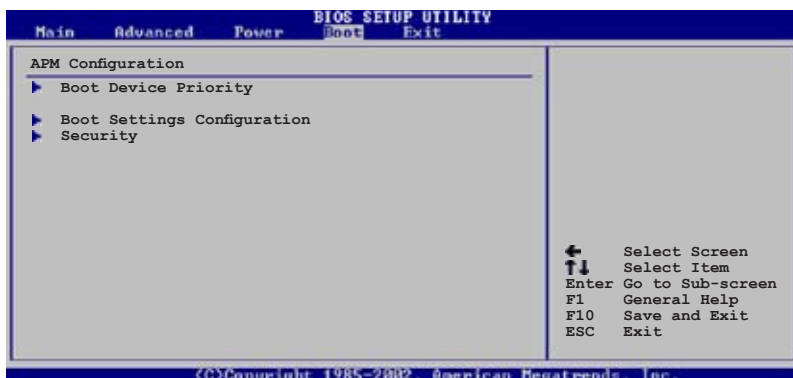 BIOS SETUP UTILITY
Main Advanced Power Boot Exit
APM Configuration
Boot Device Priority
Boot Settings Configuration
Security
← Select Screen
↑↓ Select Item
Enter Go to Sub-screen
F1 General Help
F10 Save and Exit
ESC Exit
(C)Copyright 1985-2002, American Megatrends, Inc.